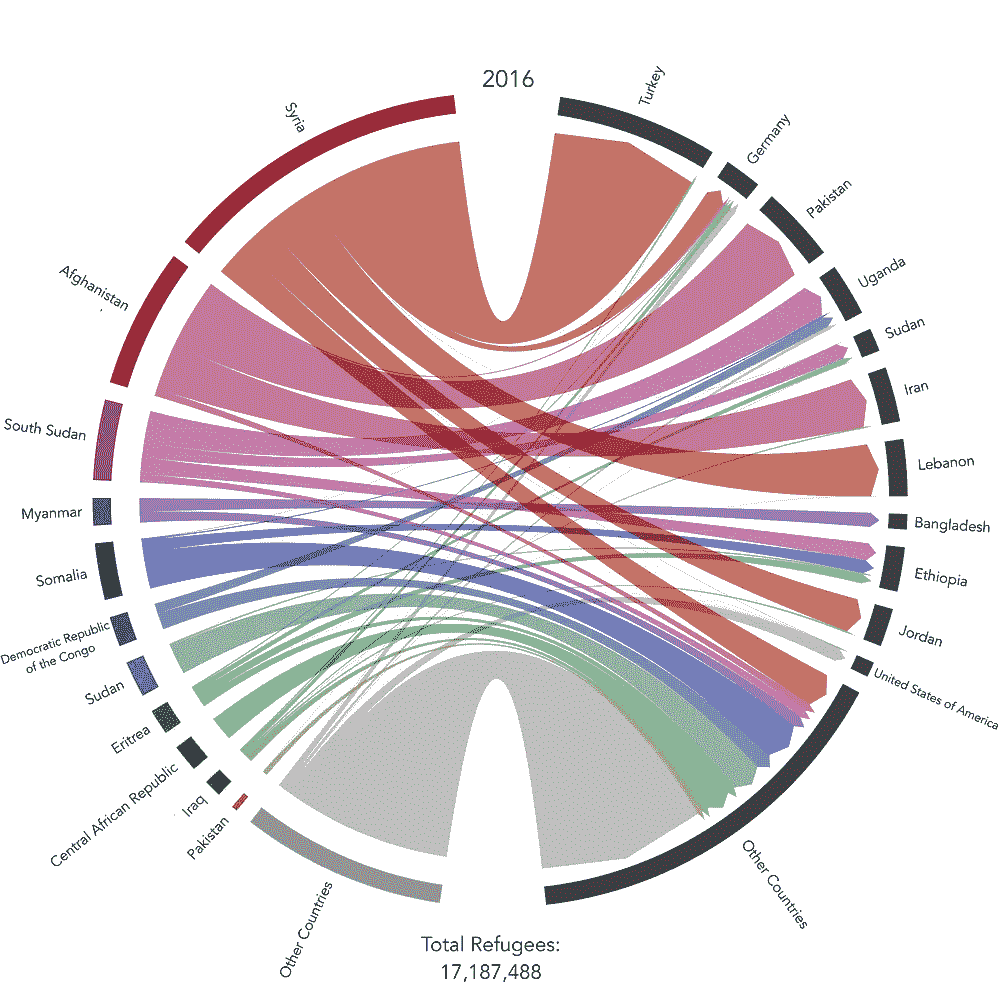 2016
Syria
Afghanistan
South Sudan
Myanmar
Somalia
Democratic Republic
of the Congo
Sudan
Eritrea
Central African Republic
Iraq
Pakistan
Other Countries
Turkey
Germany
Pakistan
Uganda
Sudan
Iran
Lebanon
Bangladesh
Ethiopia
Jordan
United States of America
Other Countries
Total Refugees:
17,187,488